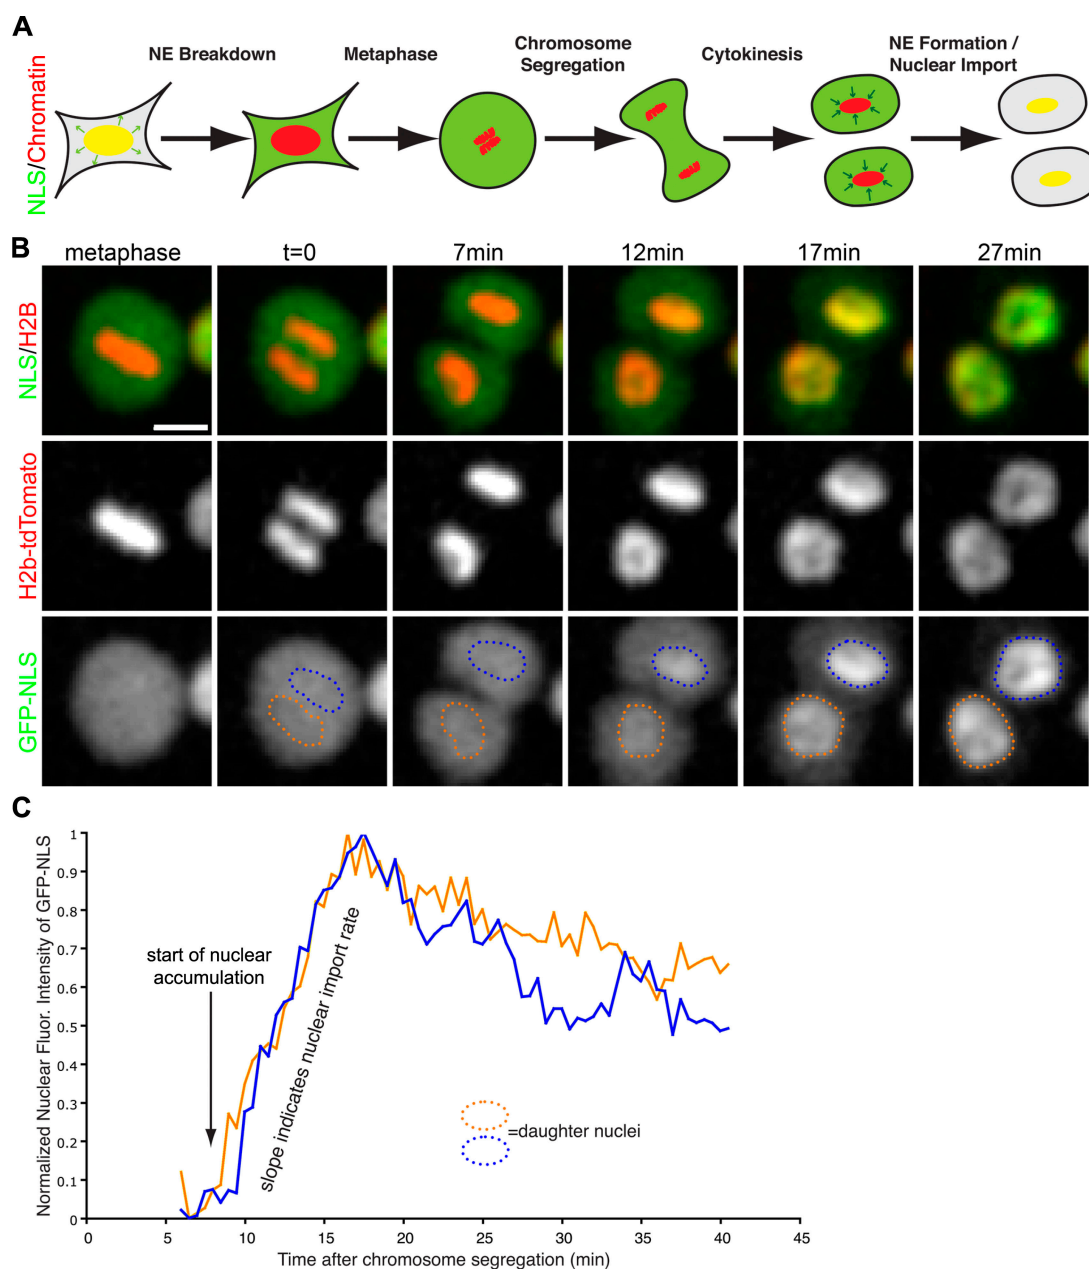 A
NLS/Chromatin
NE Breakdown
Metaphase
Chromosome
Segregation
Cytokinesis
NE Formation /
Nuclear Import
B
metaphase
t=0
7min
12min
17min
27min
NLS/H2B
H2b-tdTomato
GFP-NLS
C
Normalized Nuclear Fluor. Intensity of GFP-NLS
1
0.9
0.8
0.7
0.6
0.5
0.4
0.3
0.2
0.1
0
start of nuclear
accumulation
slope indicates nuclear import rate
=daughter nuclei
0
5
10
15
20
25
30
35
40
45
Time after chromosome segregation (min)